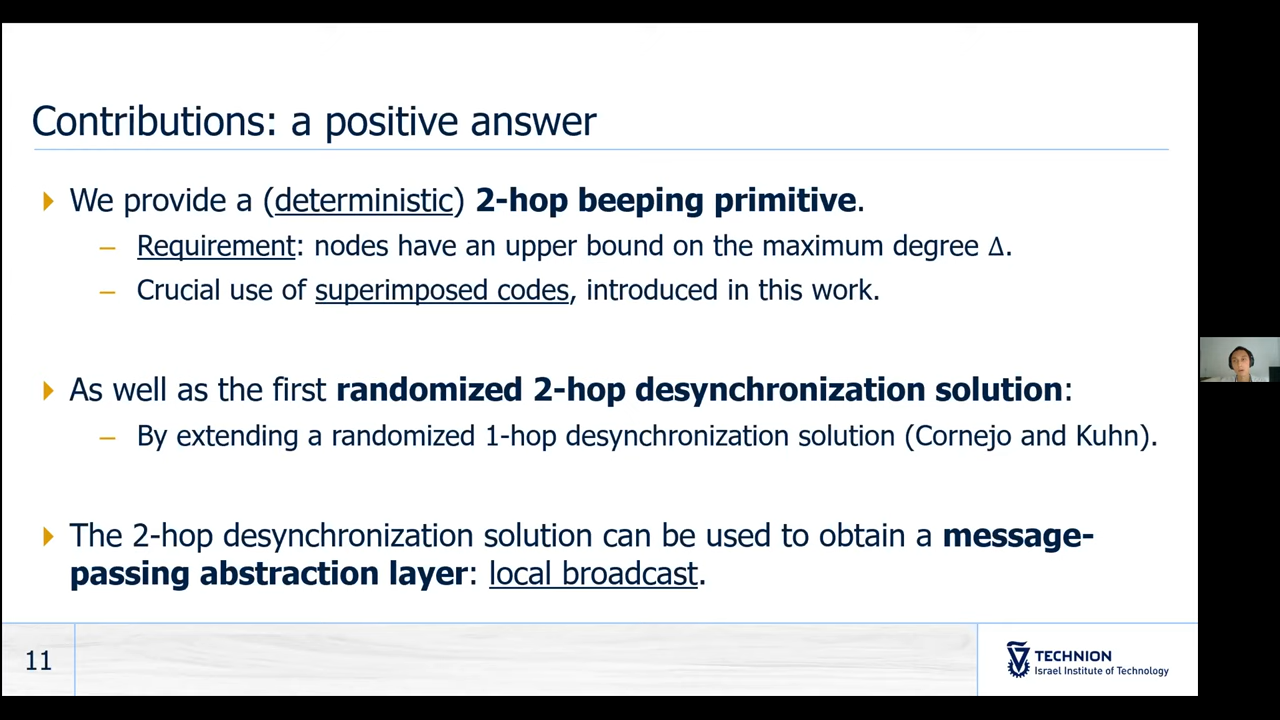 Contributions: a positive answer
We provide a (deterministic) 2-hop beeping primitive.
– Requirement: nodes have an upper bound on the maximum degree Δ.
– Crucial use of superimposed codes, introduced in this work.
As well as the first randomized 2-hop desynchronization solution:
– By extending a randomized 1-hop desynchronization solution (Cornejo and Kuhn).
The 2-hop desynchronization solution can be used to obtain a message-
passing abstraction layer: local broadcast.
11
TECHNION
Israel Institute of Technology